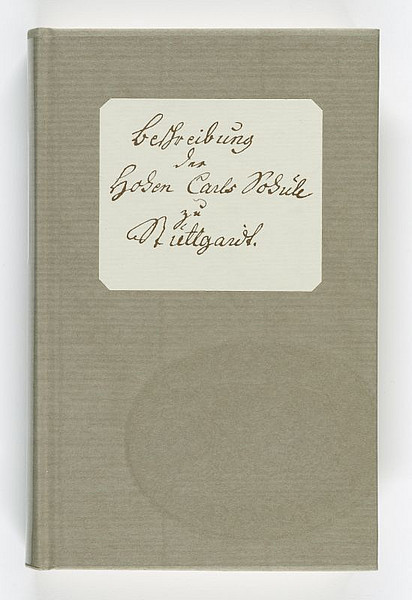 Beschreibung
der
Hohen Carls Schule
zu
Stuttgardt.